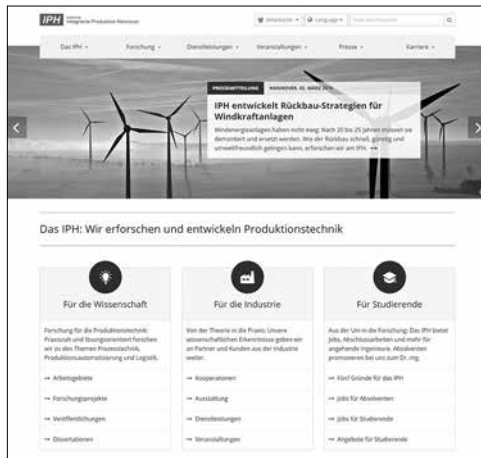 IPH
Integrierte Produktion Hannover
Mitarbeiter
Language
Das IPH
Forschung
Dienstleistungen
Veranstaltungen
Presse
Karriere
PRESSEMITTEILUNG HANNOVER, 02. MÄRZ
IPH entwickelt Rückbau-Strategien für
Windkraftanlagen
Windenergieanlagen halten nicht ewig: Nach 20 bis 25 Jahren müssen sie
demontiert und ersetzt werden. Wie der Rückbau schnell, günstig und
umweltfreundlich gelingen kann, erforschen wir am IPH. →
Das IPH: Wir erforschen und entwickeln Produktionstechnik
Für die Wissenschaft
Forschung für die Produktionstechnik:
Praxisnah und lösungsorientiert forschen
wir zu den Themen Prozesstechnik,
Produktionsautomatisierung und Logistik.
→ Arbeitsgebiete
→ Forschungsprojekte
→ Veröffentlichungen
→ Dissertationen
Für die Industrie
Von der Theorie in die Praxis: Unsere
wissenschaftlichen Erkenntnisse geben wir
an Partner und Kunden aus der Industrie
weiter.
→ Kooperationen
→ Ausstattung
→ Dienstleistungen
→ Veranstaltungen
Für Studierende
Aus der Uni in die Forschung: Das IPH bietet
Jobs, Abschlussarbeiten und mehr für
angehende Ingenieure. Absolventen
promovieren bei uns zum Dr.-Ing.
→ Fünf Gründe für das IPH
→ Jobs für Absolventen
→ Jobs für Studierende
→ Angebote für Studierende